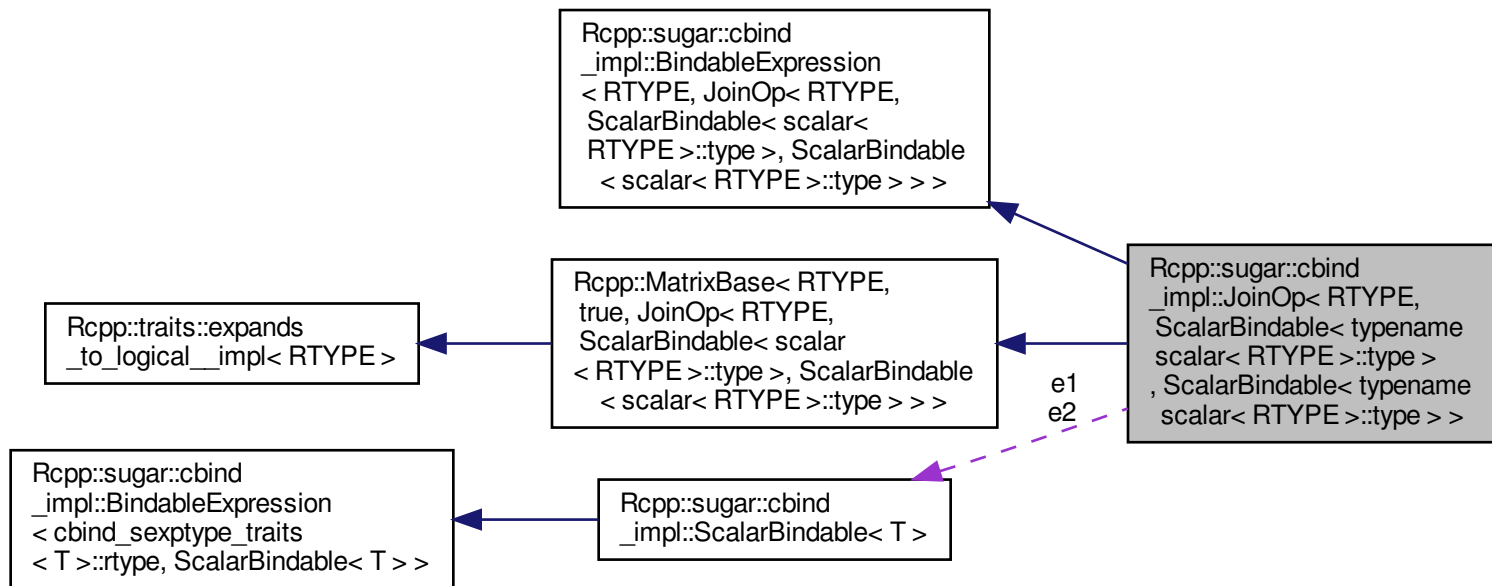 Rcpp::sugar::cbind
_impl::BindableExpression
< RTYPE, JoinOp< RTYPE,
ScalarBindable< scalar<
RTYPE >::type >, ScalarBindable
< scalar< RTYPE >::type > > >
Rcpp::traits::expands
_to_logical__impl< RTYPE >
Rcpp::MatrixBase< RTYPE,
true, JoinOp< RTYPE,
ScalarBindable< scalar
< RTYPE >::type >, ScalarBindable
< scalar< RTYPE >::type > > >
Rcpp::sugar::cbind
_impl::JoinOp< RTYPE,
ScalarBindable< typename
scalar< RTYPE >::type >
, ScalarBindable< typename
scalar< RTYPE >::type > >
e1
e2
Rcpp::sugar::cbind
_impl::BindableExpression
< cbind_sexptype_traits
< T >::rtype, ScalarBindable< T > >
Rcpp::sugar::cbind
_impl::ScalarBindable< T >